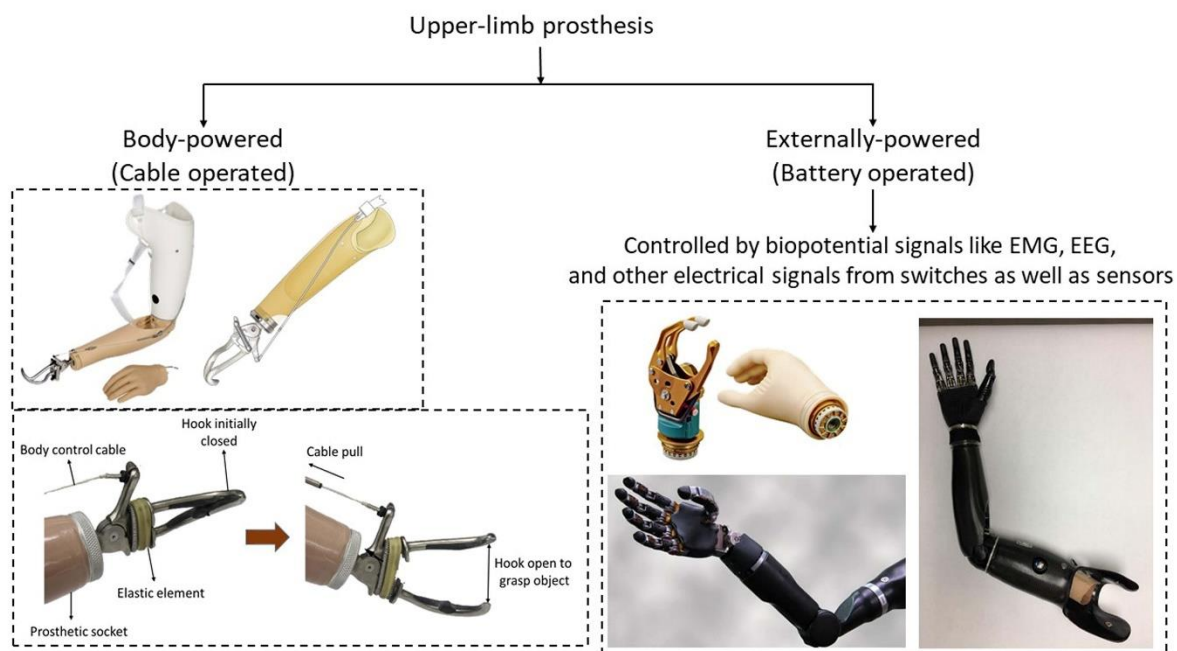 Upper-limb prosthesis
Body-powered
(Cable operated)
Externally-powered
(Battery operated)
Controlled by biopotential signals like EMG, EEG,
and other electrical signals from switches as well as sensors
Hook initially
closed
Body control cable
Cable pull
Hook open to
grasp object
Elastic element
Prosthetic socket